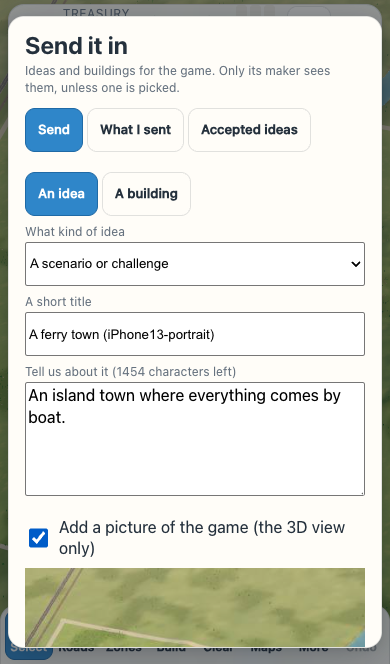 TREASURY
Send it in
Ideas and buildings for the game. Only its maker sees
them, unless one is picked.
Send What I sent Accepted ideas
An idea A building
What kind of idea
A scenario or challenge
A short title
A ferry town (iPhone13-portrait)
Tell us about it (1454 characters left)
An island town where everything comes by
boat.
Add a picture of the game (the 3D view
only)
Select Roads Zones Build Clear Maps More Undo